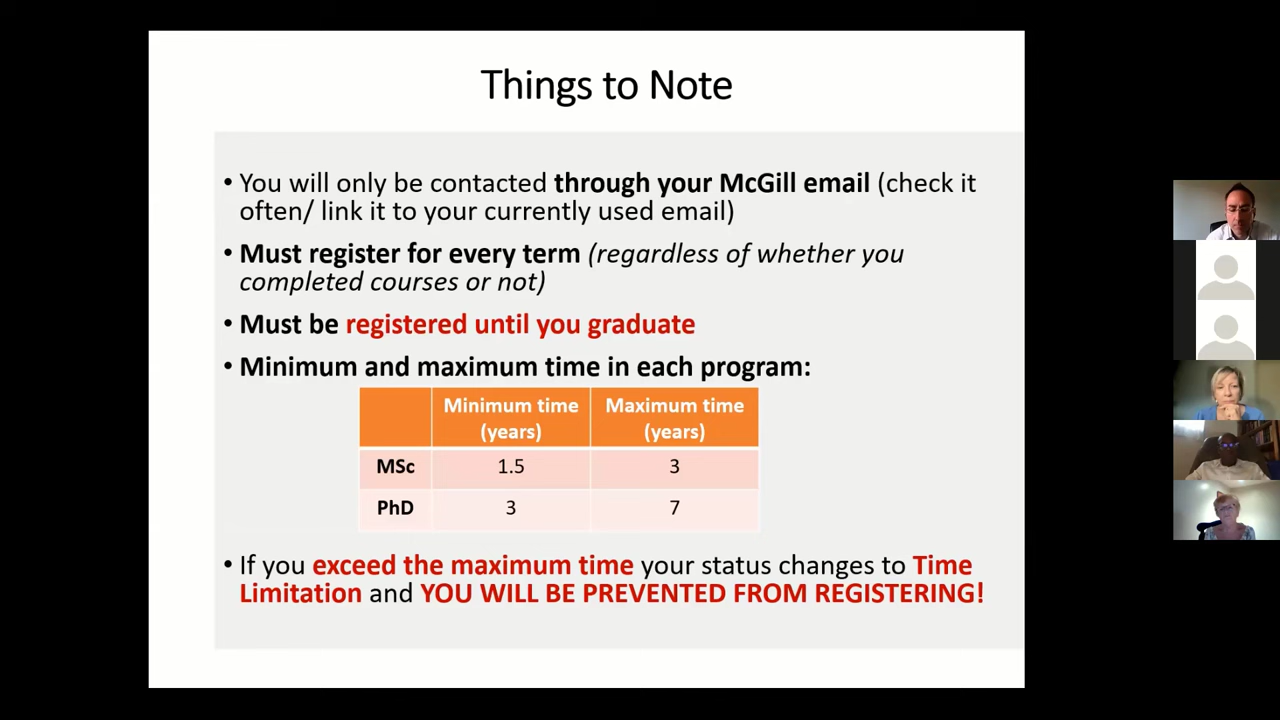 Things to Note
• You will only be contacted through your McGill email (check it
often/ link it to your currently used email)
• Must register for every term (regardless of whether you
completed courses or not)
• Must be registered until you graduate
• Minimum and maximum time in each program:
Minimum time (years) Maximum time (years)
MSc 1.5 3
PhD 3 7
• If you exceed the maximum time your status changes to Time
Limitation and YOU WILL BE PREVENTED FROM REGISTERING!